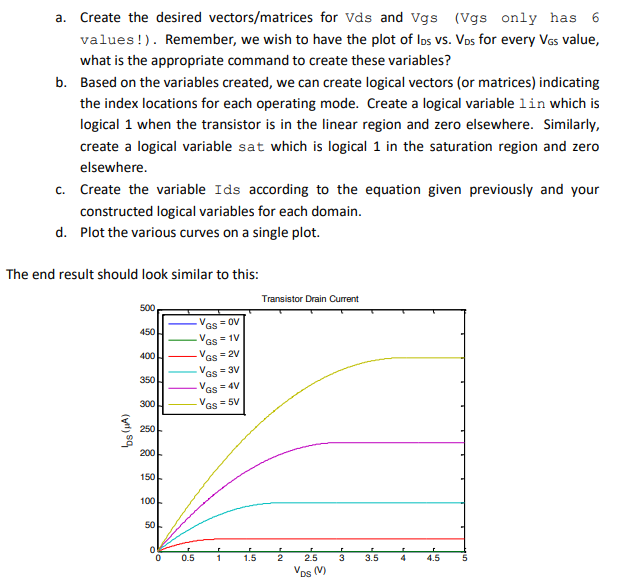 a. Create the desired vectors/matrices for Vds and Vgs (Vgs only has 6
values!). Remember, we wish to have the plot of IDS vs. VDS for every VGS value,
what is the appropriate command to create these variables?
b. Based on the variables created, we can create logical vectors (or matrices) indicating
the index locations for each operating mode. Create a logical variable lin which is
logical 1 when the transistor is in the linear region and zero elsewhere. Similarly,
create a logical variable sat which is logical 1 in the saturation region and zero
elsewhere.
c. Create the variable Ids according to the equation given previously and your
constructed logical variables for each domain.
d. Plot the various curves on a single plot.
The end result should look similar to this:
Transistor Drain Current
500
450
400
350
300
250
200
150
100
50
0
IDS (μA)
VGS = 0V
VGS = 1V
VGS = 2V
VGS = 3V
VGS = 4V
VGS = 5V
0 0.5 1 1.5 2 2.5 3 3.5 4 4.5 5
VDS (V)